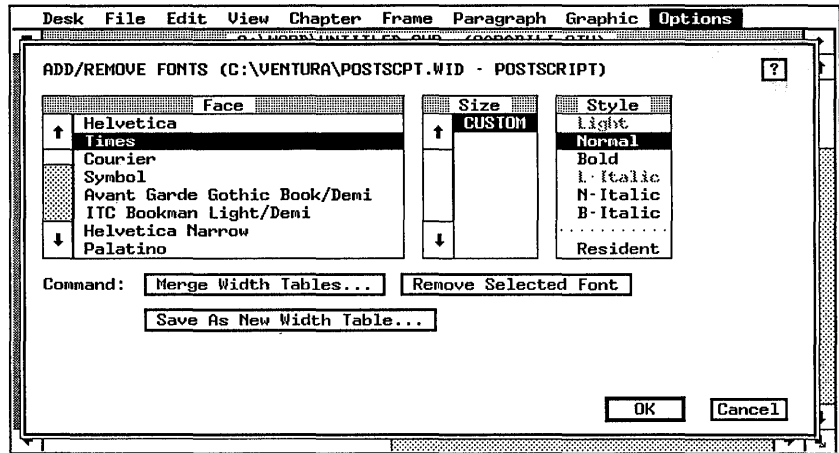 Desk File Edit View Chapter Frame Paragraph Graphic Options
ADD/REMOVE FONTS (C:\VENTURA\POSTSCPT.WID - POSTSCRIPT) ?
Face Size Style
Helvetica CUSTOM Light
Times Normal
Courier Bold
Symbol L-Italic
Avant Garde Gothic Book/Demi N-Italic
ITC Bookman Light/Demi B-Italic
Helvetica Narrow
Palatino Resident
Command: Merge Width Tables... Remove Selected Font
Save As New Width Table...
OK Cancel